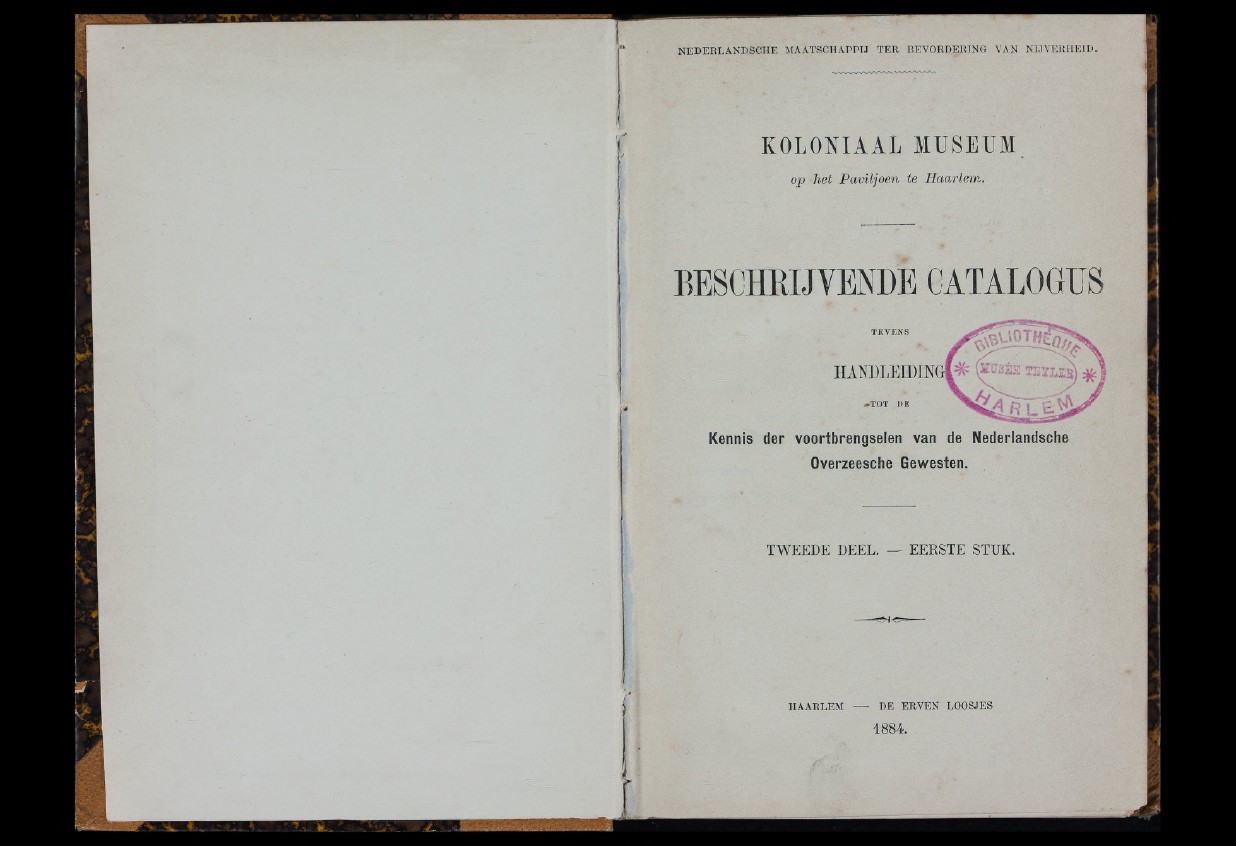 NEDERLANDSCHE MAATSCHAPPIJ TER BEVORDERING VAN NIJVERHEID.
KOLONIAAL MUSEUM
op het Paviljoen te Haarlem.
BESCHRIJVENDE CATALOGUS
TEVENS
HANDLEIDING
TOT DE
Kennis der voortbrengselen van de Nederlandsche
Overzeesche Gewesten.
TWEEDE DEEL. — EERSTE STUK.
HAARLEM — DE ERVEN LOOSJES
1884.
BIBLIOTHÈQUE
* MUSÉE TEYLER *
HARLEM